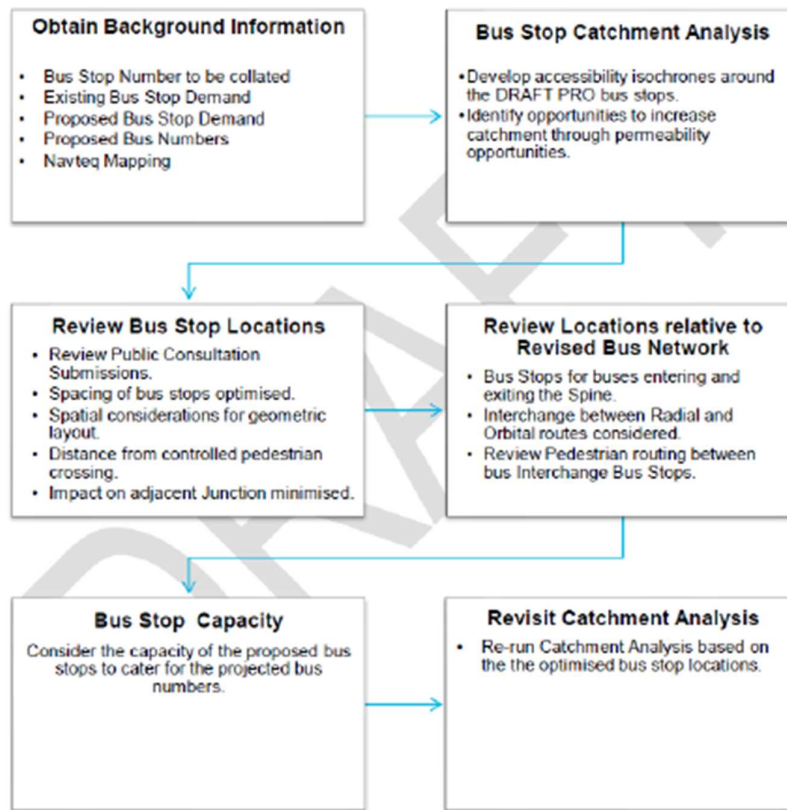 Obtain Background Information
• Bus Stop Number to be collated
• Existing Bus Stop Demand
• Proposed Bus Stop Demand
• Proposed Bus Numbers
• Navteq Mapping
Bus Stop Catchment Analysis
•Develop accessibility isochrones around
the DRAFT PRO bus stops.
•Identify opportunities to increase
catchment through permeability
opportunities.
Review Bus Stop Locations
• Review Public Consultation
Submissions.
• Spacing of bus stops optimised.
• Spatial considerations for geometric
layout.
• Distance from controlled pedestrian
crossing.
• Impact on adjacent Junction minimised.
Review Locations relative to
Revised Bus Network
• Bus Stops for buses entering and
exiting the Spine.
• Interchange between Radial and
Orbital routes considered.
• Review Pedestrian routing between
bus Interchange Bus Stops.
Bus Stop Capacity
Consider the capacity of the proposed bus
stops to cater for the projected bus
numbers.
Revisit Catchment Analysis
• Re-run Catchment Analysis based on
the the optimised bus stop locations.